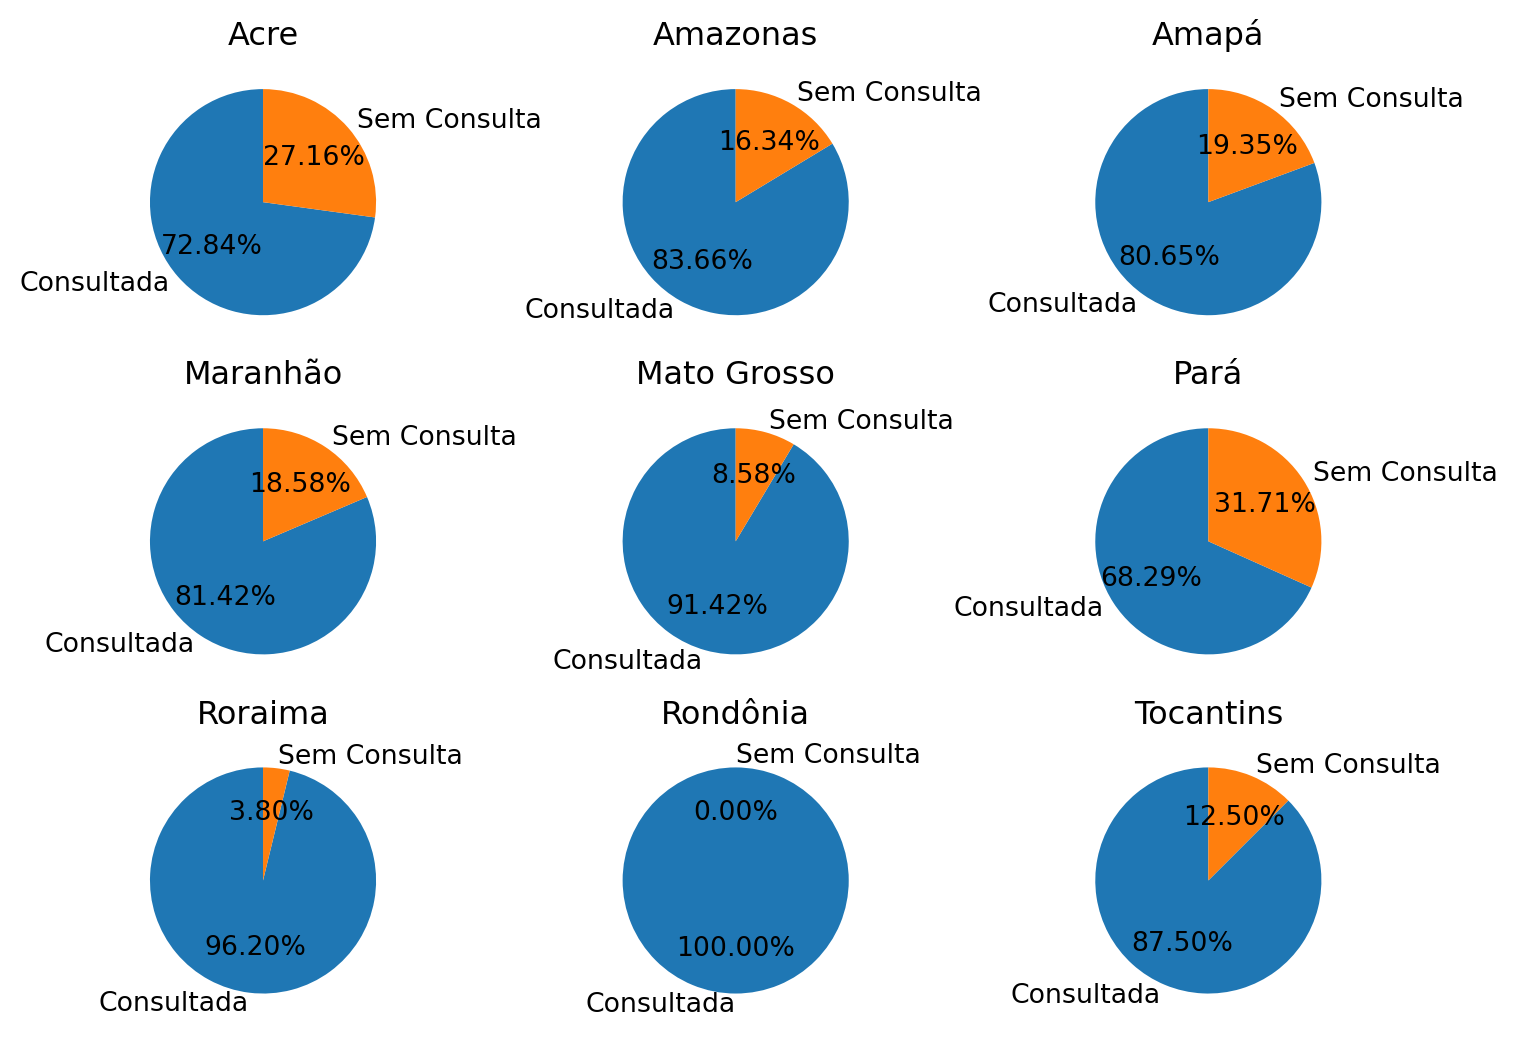 Acre
Sem Consulta
27.16%
72.84%
Consultada
Amazonas
Sem Consulta
16.34%
83.66%
Consultada
Amapá
Sem Consulta
19.35%
80.65%
Consultada
Maranhão
Sem Consulta
18.58%
81.42%
Consultada
Mato Grosso
Sem Consulta
8.58%
91.42%
Consultada
Pará
Sem Consulta
31.71%
68.29%
Consultada
Roraima
Sem Consulta
3.80%
96.20%
Consultada
Rondônia
Sem Consulta
0.00%
100.00%
Consultada
Tocantins
Sem Consulta
12.50%
87.50%
Consultada